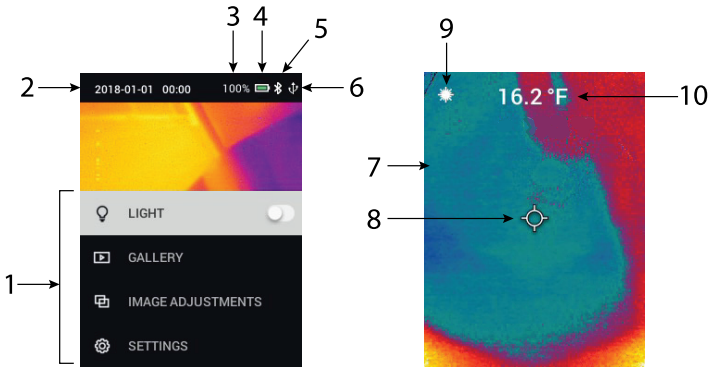 3 4 5
2 2018-01-01 00:00 100% 6
1
LIGHT
GALLERY
IMAGE ADJUSTMENTS
SETTINGS
9
16.2 °F 10
7
8